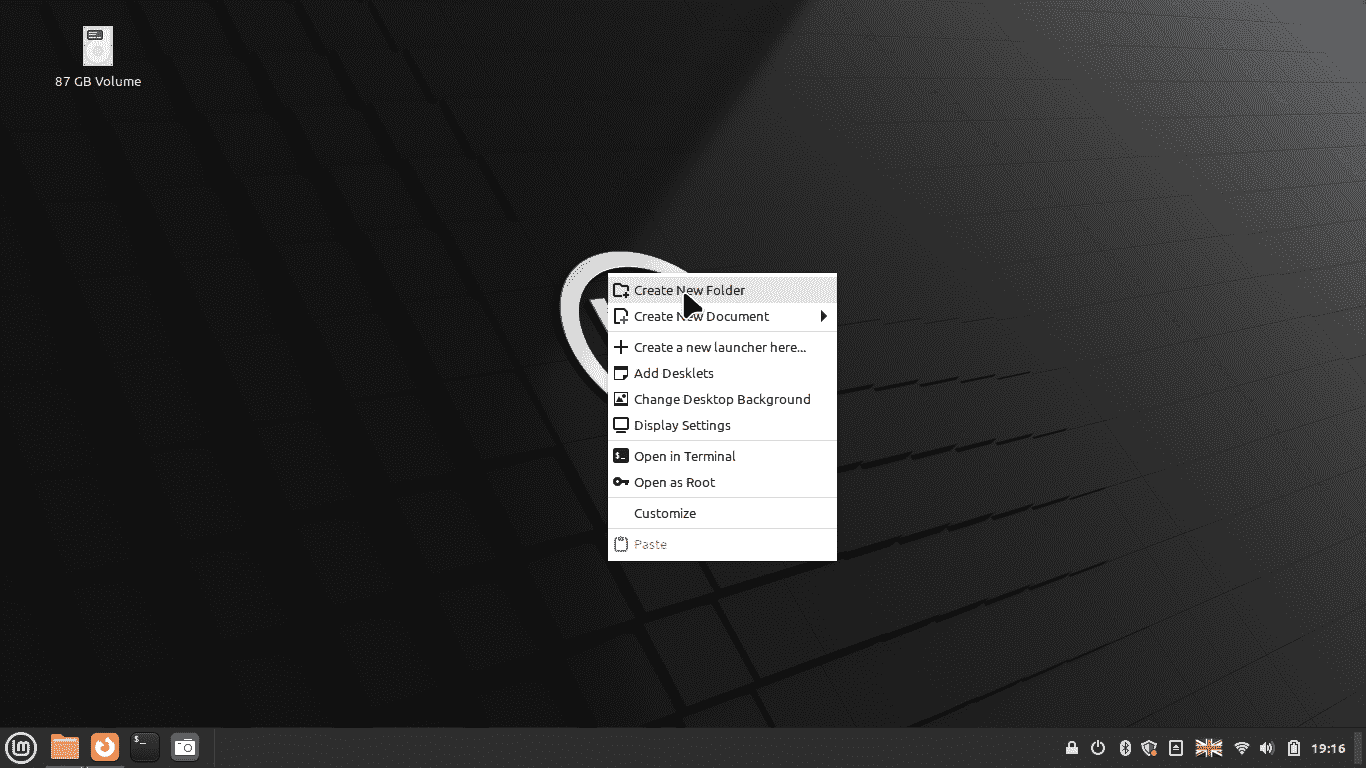 87 GB Volume
Create New Folder
Create New Document
Create a new launcher here...
Add Desklets
Change Desktop Background
Display Settings
Open in Terminal
Open as Root
Customize
Paste
19:16